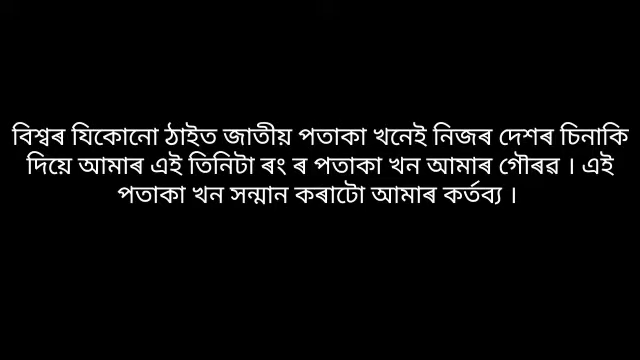 বিশ্বৰ যিকোনো ঠাইত জাতীয় পতাকা খনেই নিজৰ দেশৰ চিনাকি
দিয়ে আমাৰ এই তিনিটা ৰং ৰ পতাকা খন আমাৰ গৌৰৱ । এই
পতাকা খন সন্মান কৰাটো আমাৰ কৰ্তব্য ।